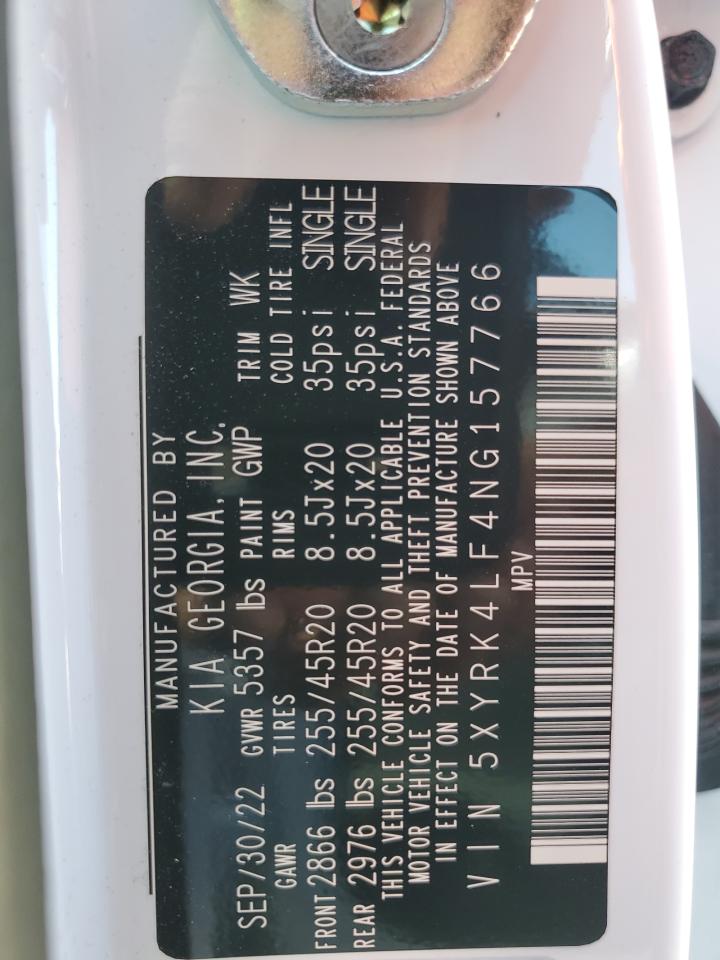 MANUFACTURED BY
KIA GEORGIA, INC.
SEP/30/22 GVWR 5357 lbs PAINT GWP TRIM WK
GAWR TIRES RIMS COLD TIRE INFL
FRONT 2866 lbs 255/45R20 8.5Jx20 35psi SINGLE
REAR 2976 lbs 255/45R20 8.5Jx20 35psi SINGLE
THIS VEHICLE CONFORMS TO ALL APPLICABLE U.S.A. FEDERAL
MOTOR VEHICLE SAFETY AND THEFT PREVENTION STANDARDS
IN EFFECT ON THE DATE OF MANUFACTURE SHOWN ABOVE
VIN 5XYRK4LF4NG157766
MPV